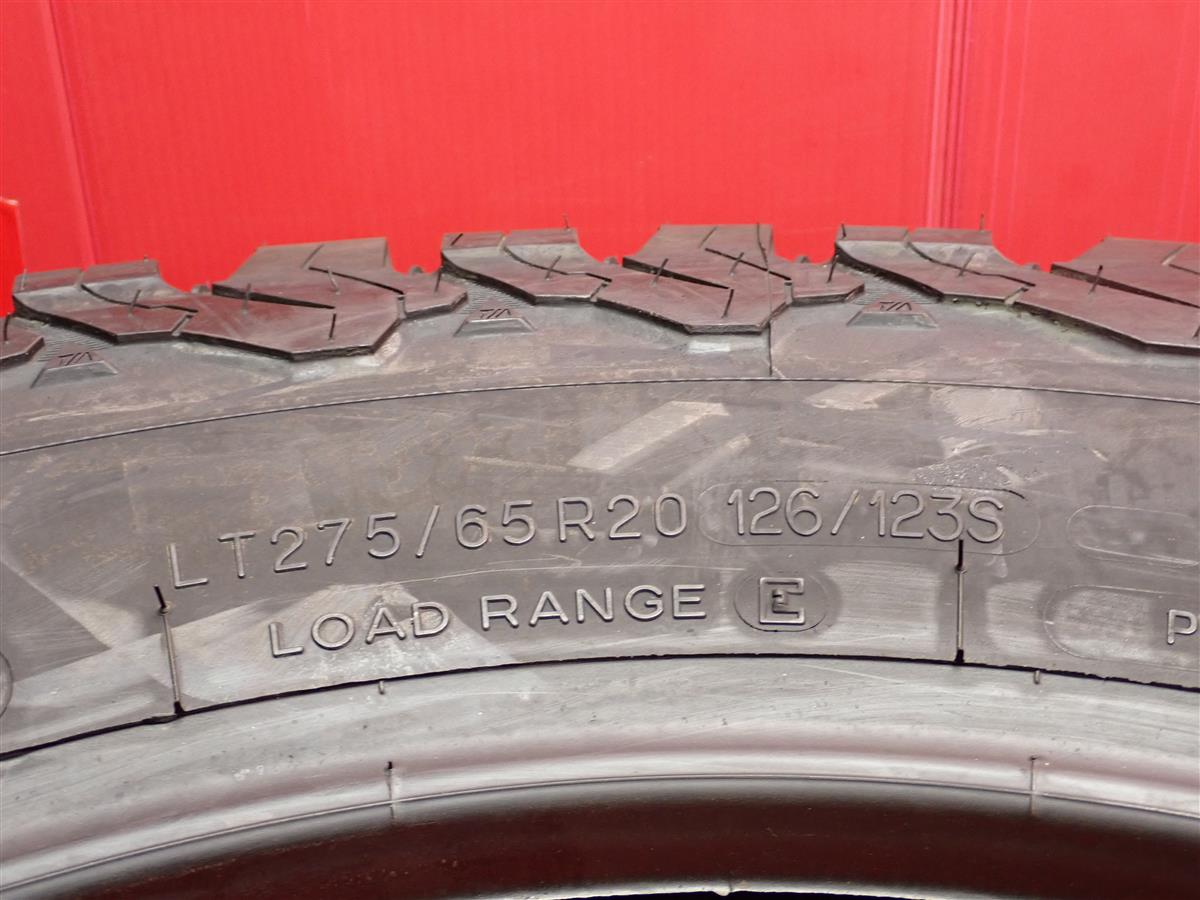 T/A T/A T/A
LT275/65R20 126/123S
LOAD RANGE E
P